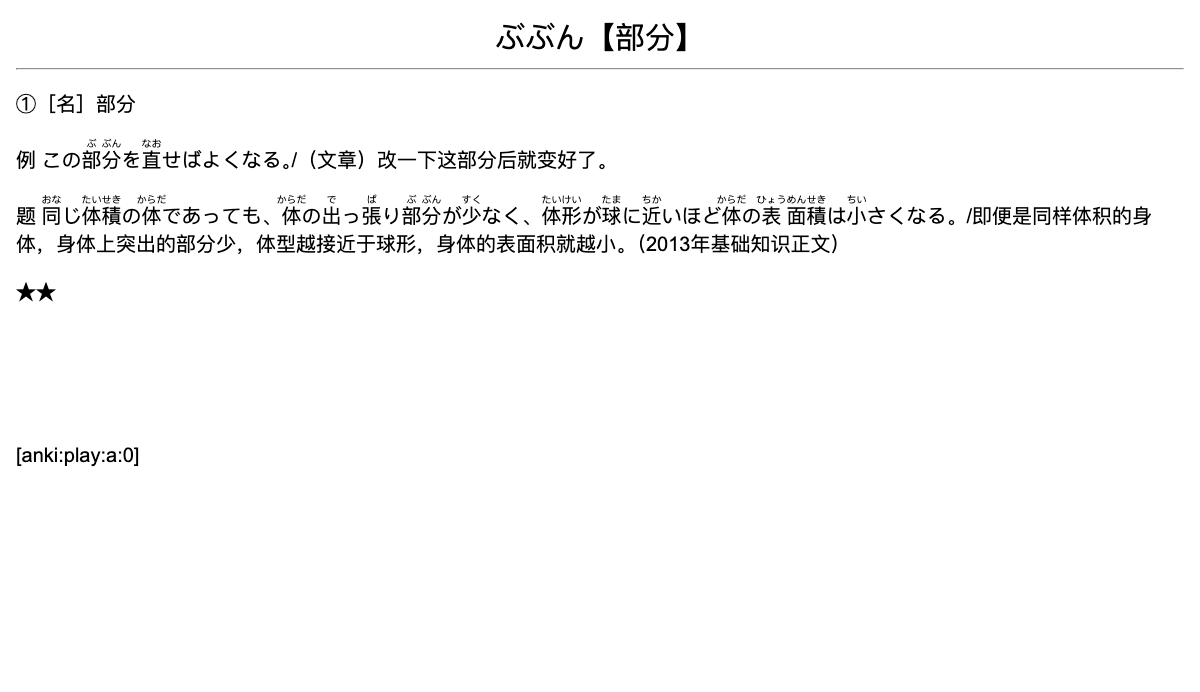 ぶぶん【部分】
①［名］部分
例 この部分を直せばよくなる。/（文章）改一下这部分后就变好了。
题 同じ体積の体であっても、体の出っ張り部分が少なく、体形が球に近いほど体の表面積は小さくなる。/即便是同样体积的身
体，身体上突出的部分少，体型越接近于球形，身体的表面积就越小。（2013年基础知识正文）
★★
[anki:play:a:0]